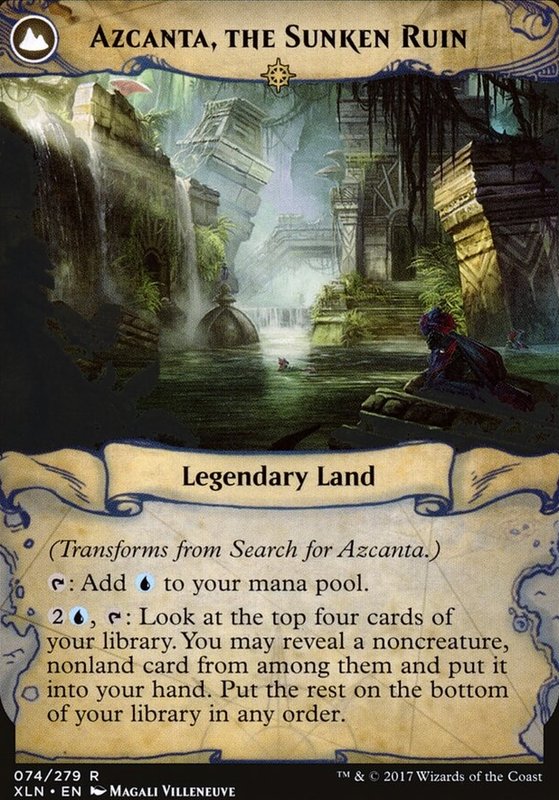 Azcanta, the Sunken Ruin
Legendary Land
(Transforms from Search for Azcanta.)
: Add to your mana pool.
2 , : Look at the top four cards of
your library. You may reveal a noncreature,
nonland card from among them and put it
into your hand. Put the rest on the bottom
of your library in any order.
074/279 R
XLN • EN Magali Villeneuve
™ & © 2017 Wizards of the Coast